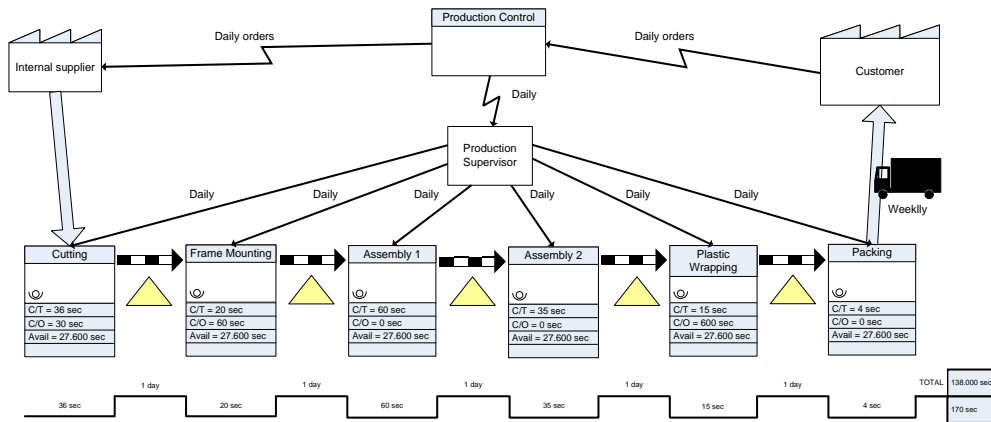 Production Control
Daily orders
Daily orders
Internal supplier
Customer
Daily
Production
Supervisor
Daily
Daily
Daily
Daily
Daily
Daily
Weeklly
Cutting
Frame Mounting
Assembly 1
Assembly 2
Plastic
Wrapping
Packing
C/T = 36 sec
C/O = 30 sec
Avail = 27.600 sec
C/T = 20 sec
C/O = 60 sec
Avail = 27.600 sec
C/T = 60 sec
C/O = 0 sec
Avail = 27.600 sec
C/T = 35 sec
C/O = 0 sec
Avail = 27.600 sec
C/T = 15 sec
C/O = 600 sec
Avail = 27.600 sec
C/T = 4 sec
C/O = 0 sec
Avail = 27.600 sec
1 day
1 day
1 day
1 day
1 day
TOTAL
138.000 sec
36 sec
20 sec
60 sec
35 sec
15 sec
4 sec
170 sec